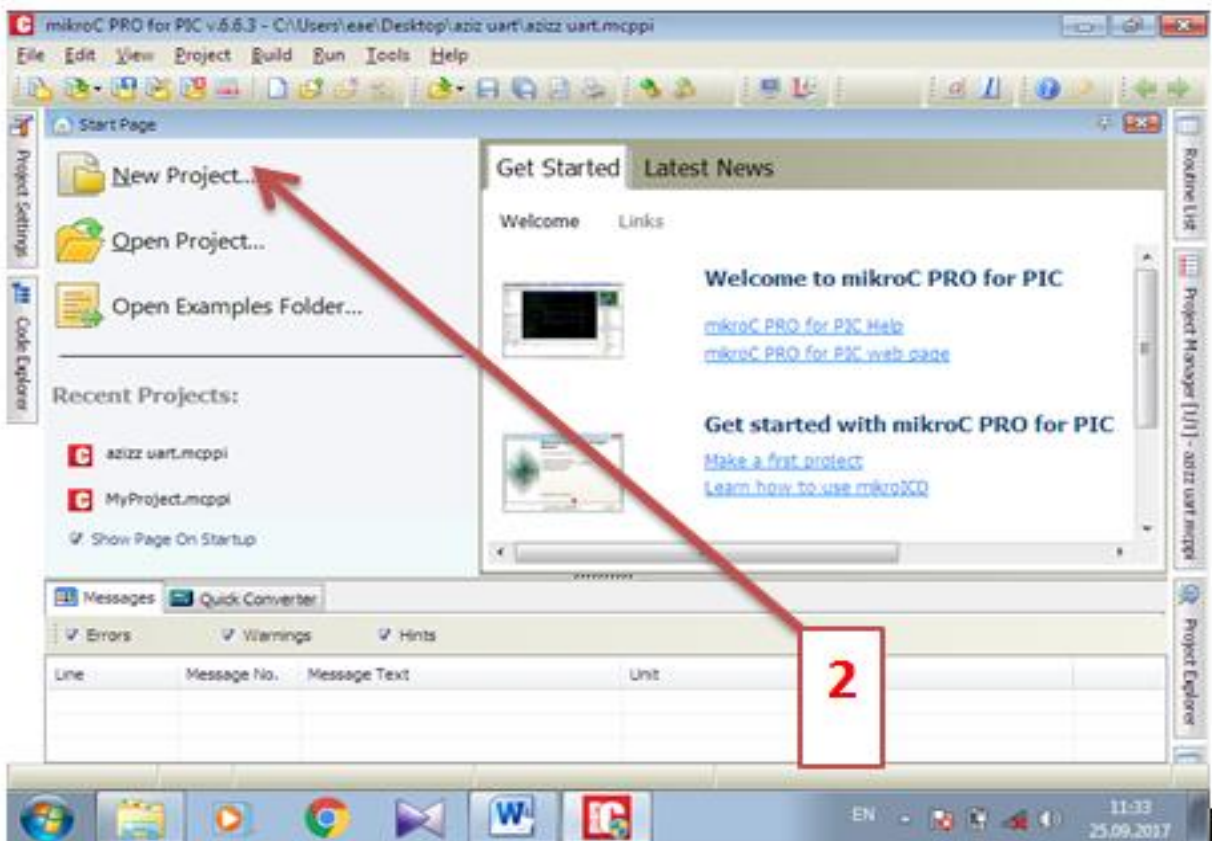 mikroC PRO for PIC v.6.6.3 - C:\Users\eae\Desktop\aziz uart\azizz uart.mcppi
File Edit View Project Build Run Tools Help
Start Page
New Project...
Open Project...
Open Examples Folder...
Recent Projects:
azizz uart.mcppi
MyProject.mcppi
Show Page On Startup
Get Started Latest News
Welcome Links
Welcome to mikroC PRO for PIC
mikroC PRO for PIC Help
mikroC PRO for PIC web page
Get started with mikroC PRO for PIC
Make a first project
Learn how to use mikroICD
Project Settings
Code Explorer
Routine List
Project Manager [1/1] - azizz uart.mcppi
Project Explorer
Messages Quick Converter
Errors Warnings Hints
Line Message No. Message Text Unit
2
EN 11:33
25.09.2017